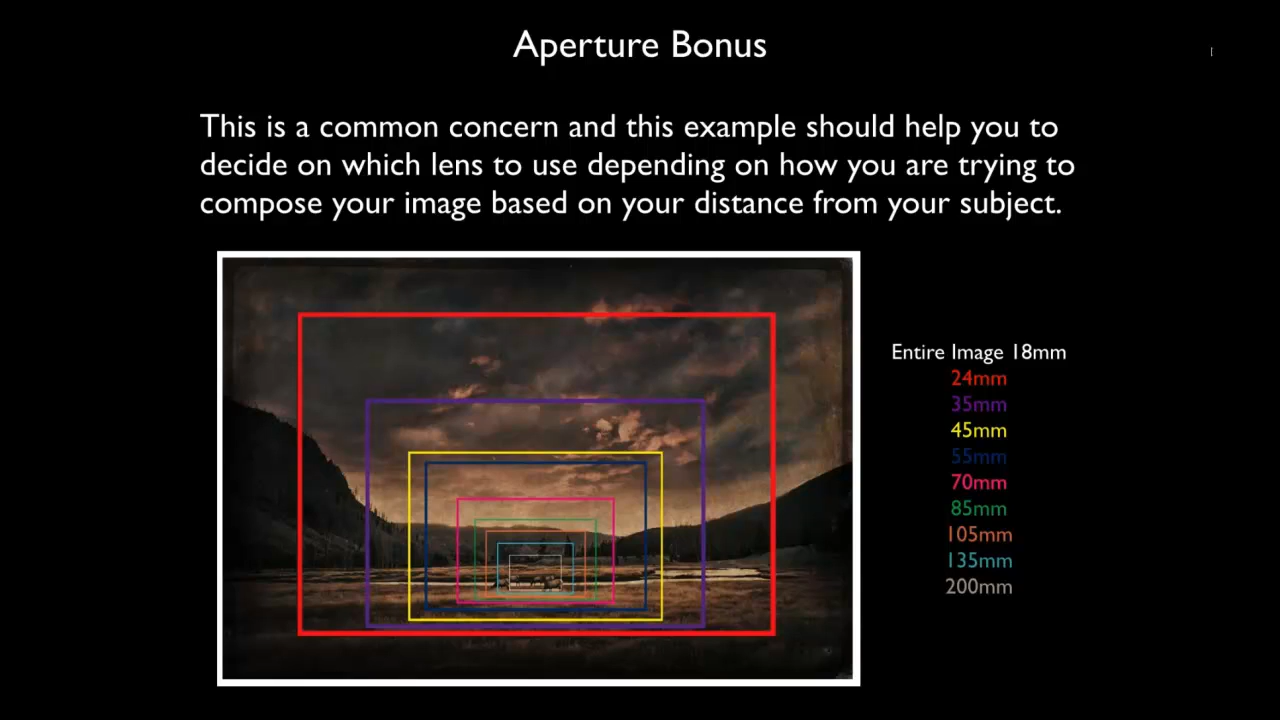 Aperture Bonus
This is a common concern and this example should help you to
decide on which lens to use depending on how you are trying to
compose your image based on your distance from your subject.
Entire Image 18mm
24mm
35mm
45mm
55mm
70mm
85mm
105mm
135mm
200mm